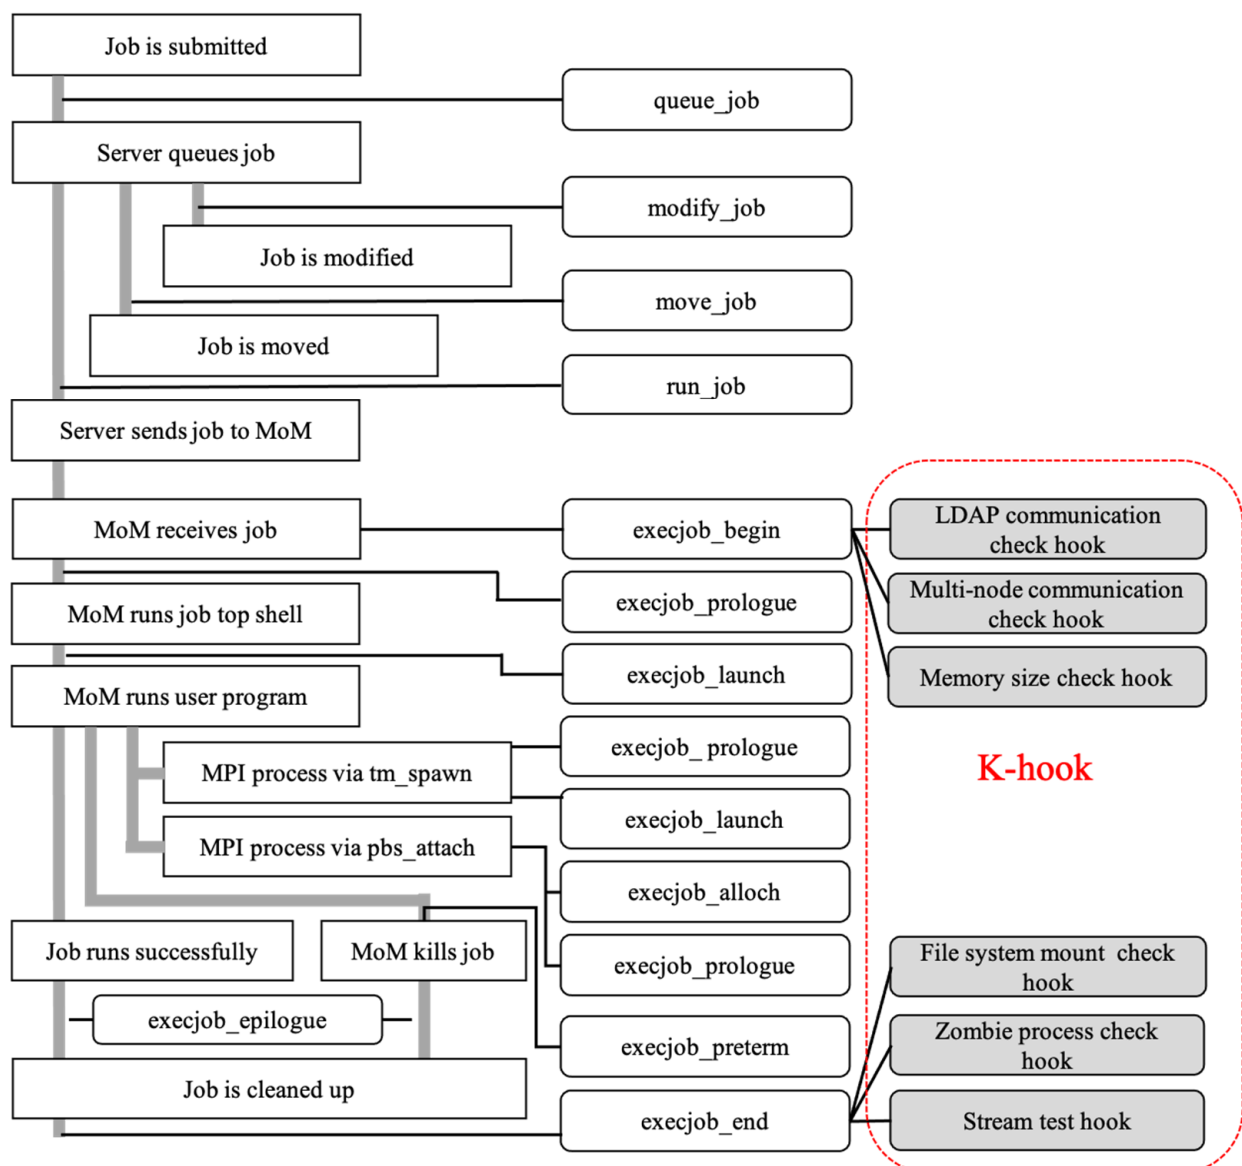 Job is submitted
queue_job
Server queues job
modify_job
Job is modified
move_job
Job is moved
run_job
Server sends job to MoM
MoM receives job
execjob_begin
LDAP communication
check hook
execjob_prologue
Multi-node communication
check hook
MoM runs job top shell
execjob_launch
Memory size check hook
MoM runs user program
execjob_ prologue
K-hook
MPI process via tm_spawn
execjob_launch
MPI process via pbs_attach
execjob_alloch
Job runs successfully
MoM kills job
execjob_prologue
File system mount check
hook
execjob_epilogue
execjob_preterm
Zombie process check
hook
Job is cleaned up
execjob_end
Stream test hook